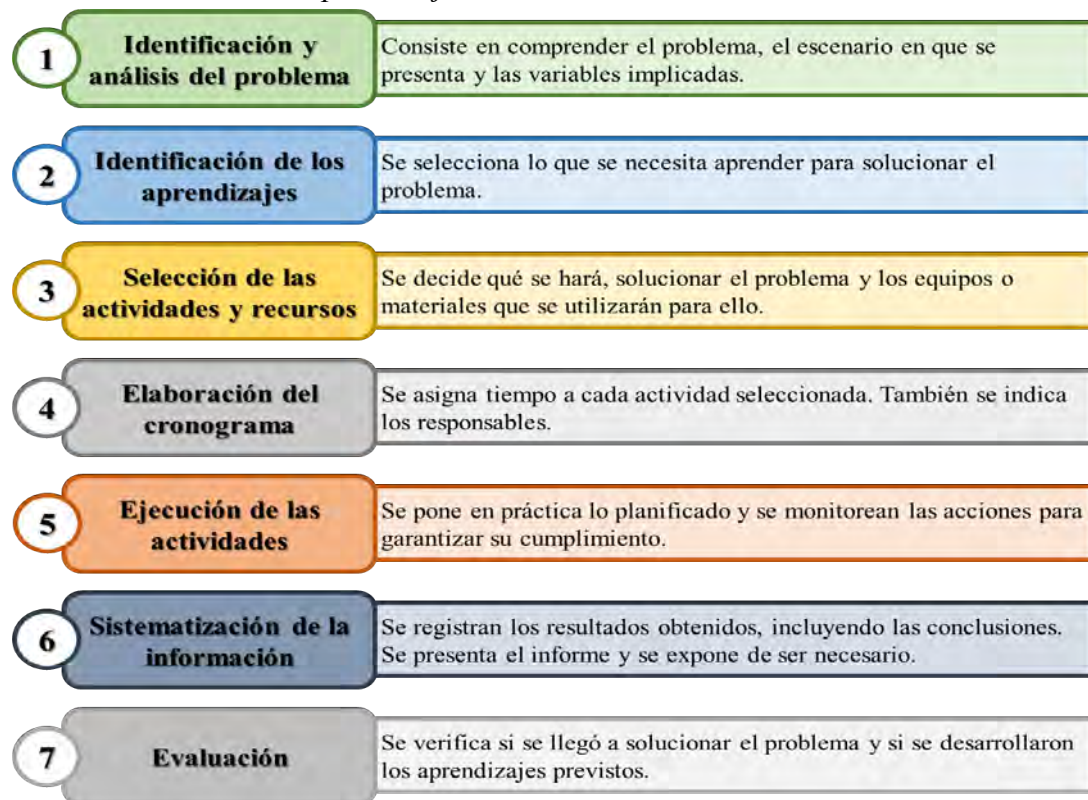 1
Identificación y
análisis del problema
Consiste en comprender el problema, el escenario en que se
presenta y las variables implicadas.
2
Identificación de los
aprendizajes
Se selecciona lo que se necesita aprender para solucionar el
problema.
3
Selección de las
actividades y recursos
Se decide qué se hará, solucionar el problema y los equipos o
materiales que se utilizarán para ello.
4
Elaboración del
cronograma
Se asigna tiempo a cada actividad seleccionada. También se indica
los responsables.
5
Ejecución de las
actividades
Se pone en práctica lo planificado y se monitorean las acciones para
garantizar su cumplimiento.
6
Sistematización de la
información
Se registran los resultados obtenidos, incluyendo las conclusiones.
Se presenta el informe y se expone de ser necesario.
7
Evaluación
Se verifica si se llegó a solucionar el problema y si se desarrollaron
los aprendizajes previstos.